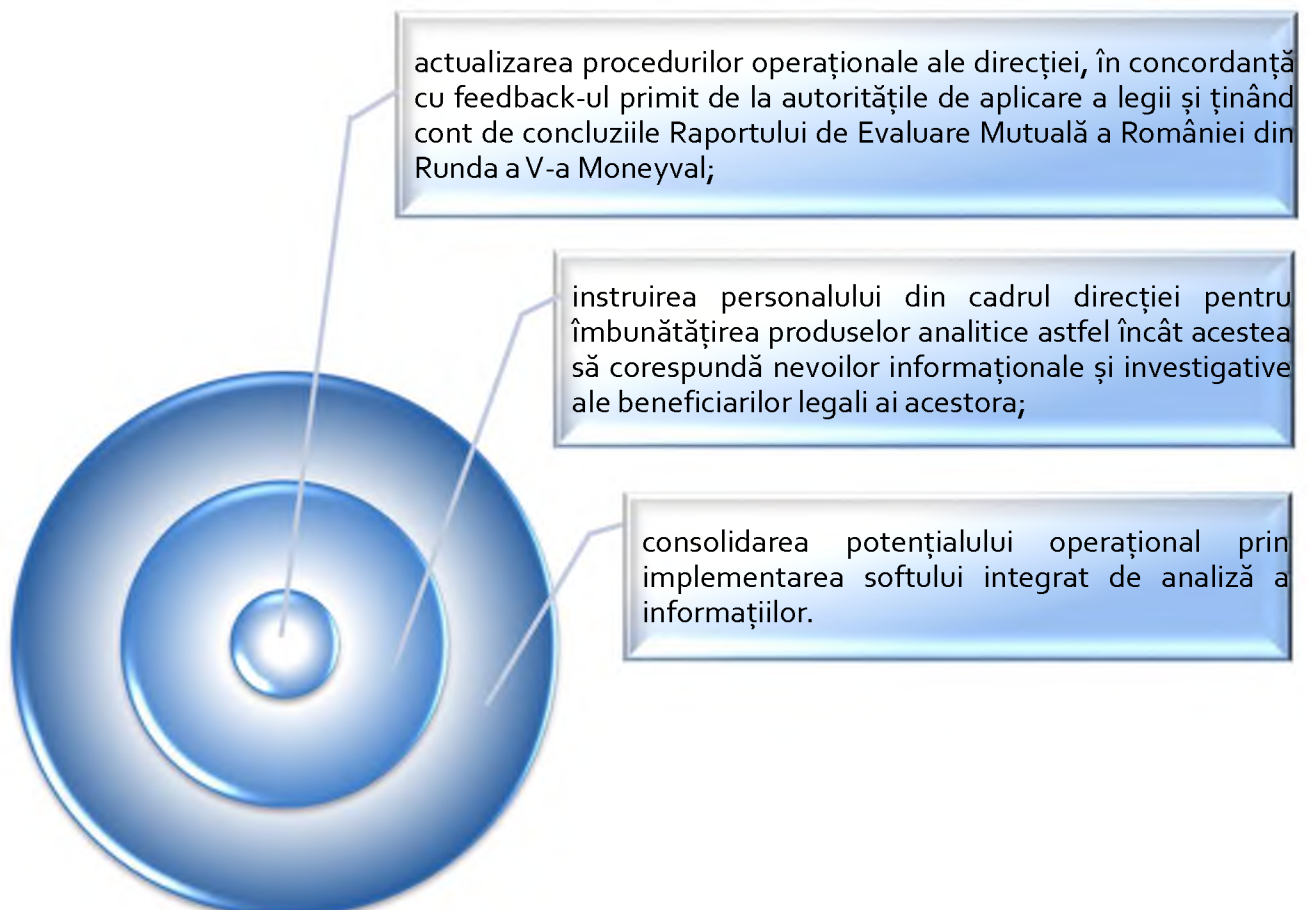 actualizarea procedurilor operaționale ale direcției, în concordanță
cu feedback-ul primit de la autoritățile de aplicare a legii și ținând
cont de concluziile Raportului de Evaluare Mutuală a României din
Runda a V-a Moneyval;
instruirea personalului din cadrul direcției pentru
îmbunătățirea produselor analitice astfel încât acestea
să corespundă nevoilor informaționale și investigative
ale beneficiarilor legali ai acestora;
consolidarea potențialului operațional prin
implementarea softului integrat de analiză a
informațiilor.